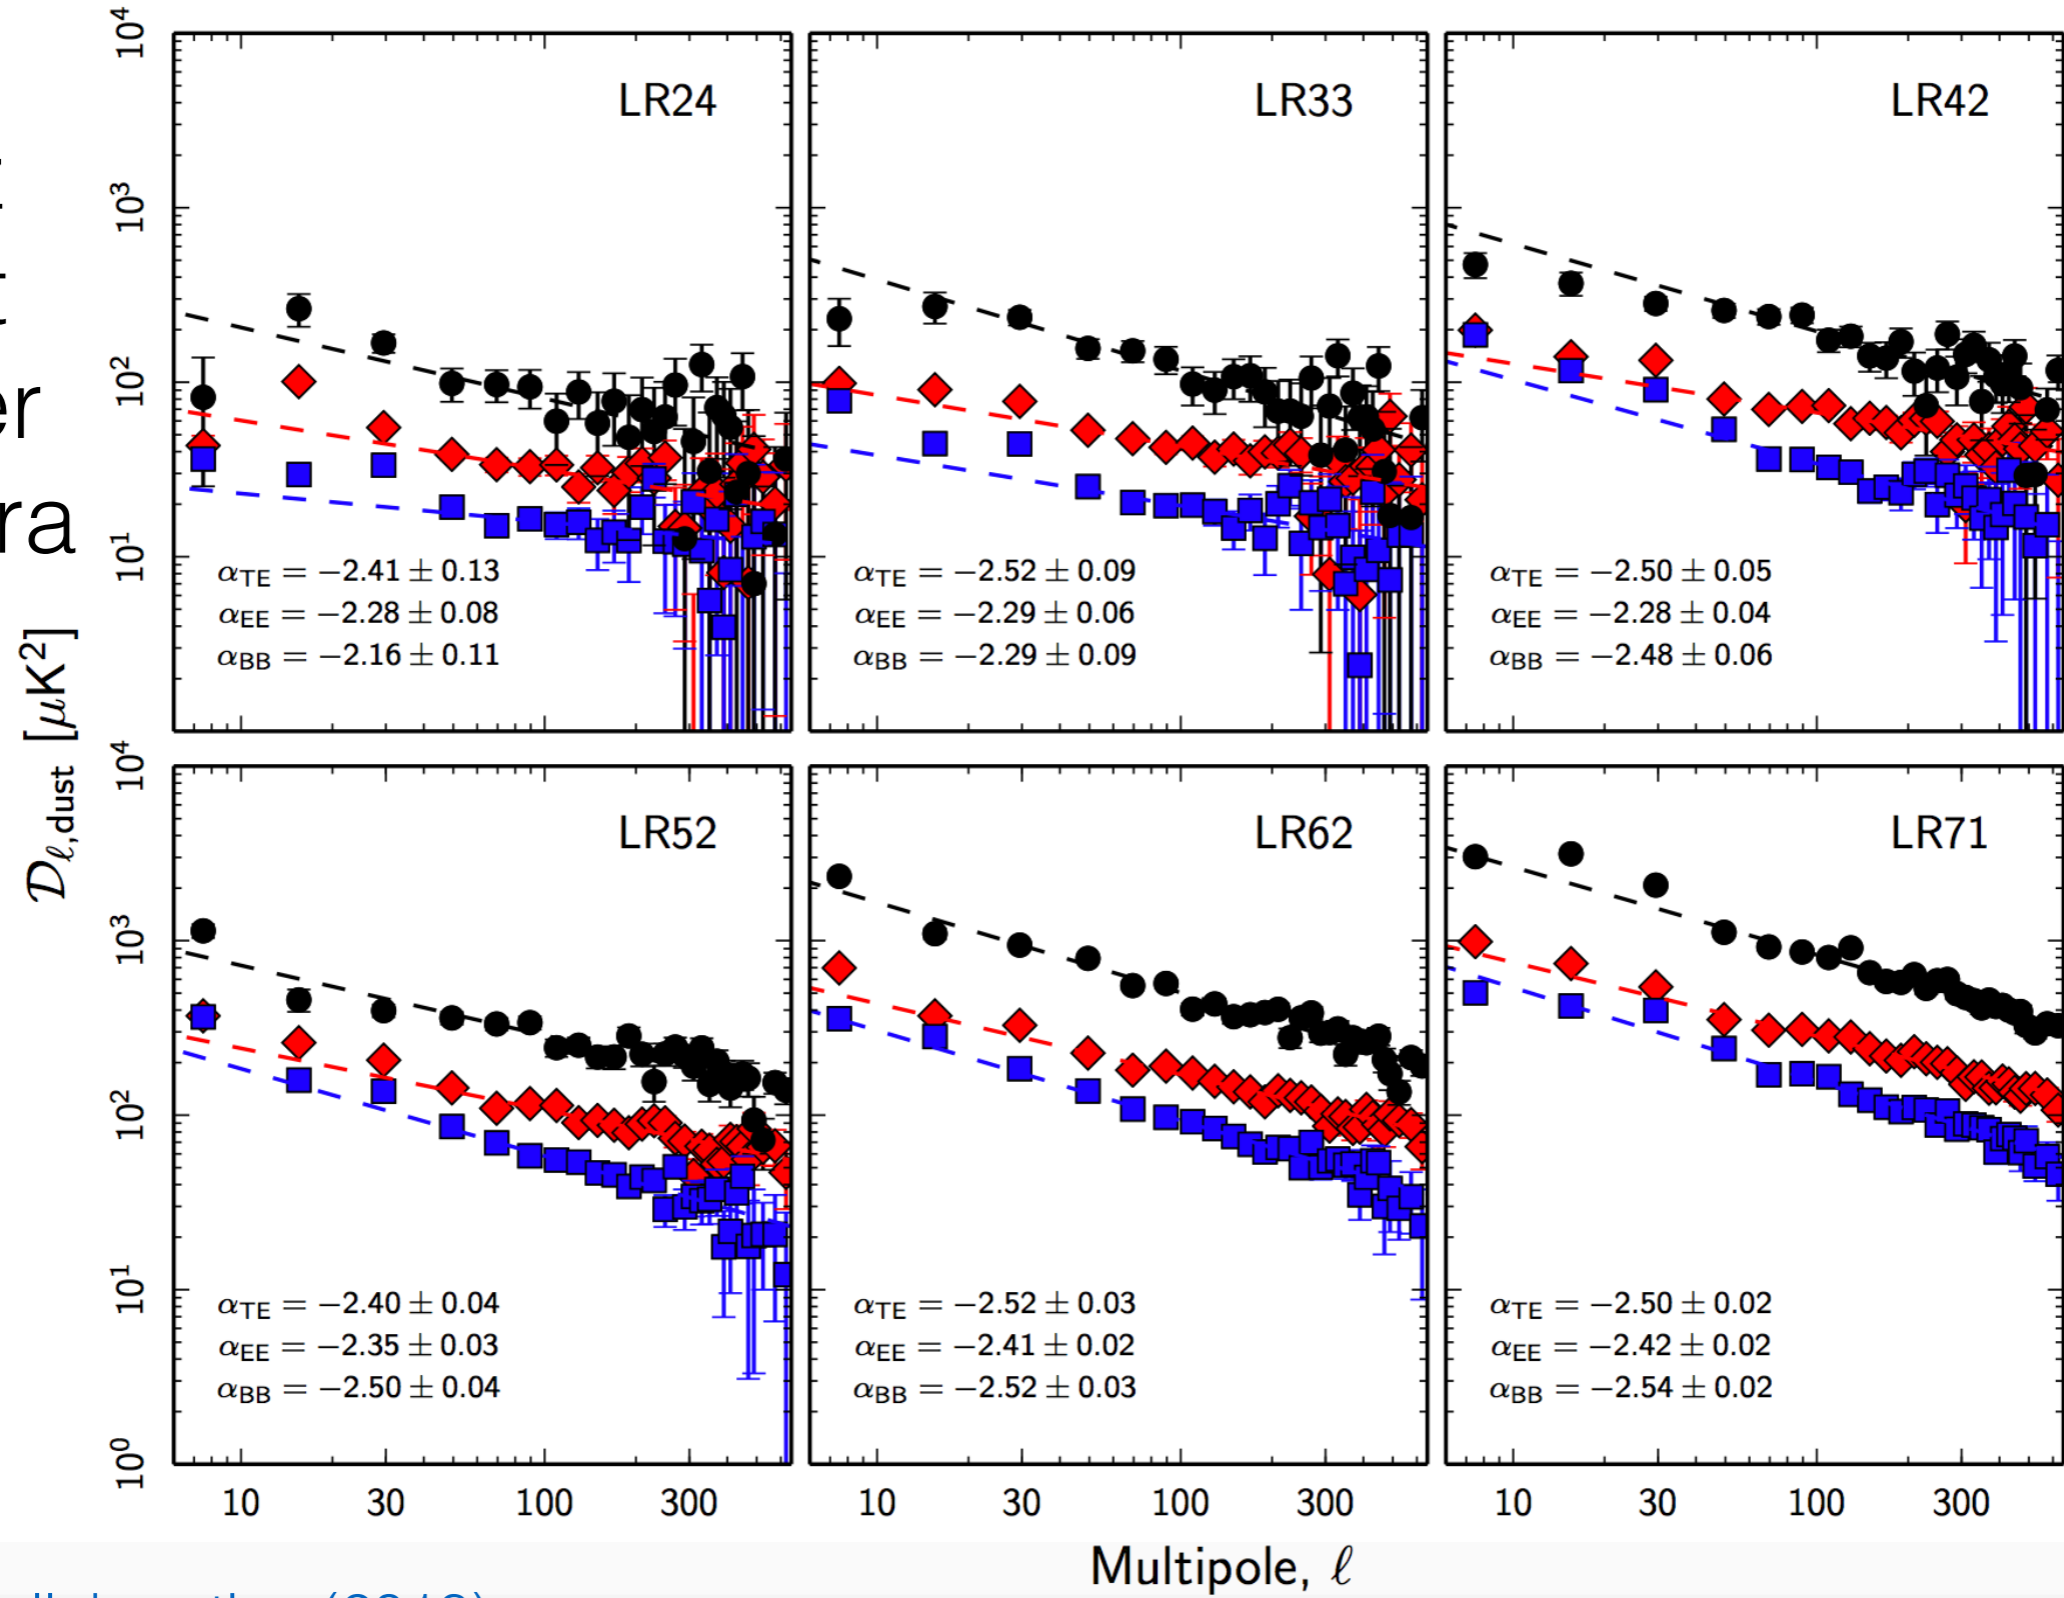 er
ra
LR24
LR33
LR42
10⁴
10³
10²
10¹
α_TE = −2.41 ± 0.13
α_EE = −2.28 ± 0.08
α_BB = −2.16 ± 0.11
α_TE = −2.52 ± 0.09
α_EE = −2.29 ± 0.06
α_BB = −2.29 ± 0.09
α_TE = −2.50 ± 0.05
α_EE = −2.28 ± 0.04
α_BB = −2.48 ± 0.06
𝒟_ℓ,dust [μK²]
LR52
LR62
LR71
10⁴
10³
10²
10¹
10⁰
α_TE = −2.40 ± 0.04
α_EE = −2.35 ± 0.03
α_BB = −2.50 ± 0.04
α_TE = −2.52 ± 0.03
α_EE = −2.41 ± 0.02
α_BB = −2.52 ± 0.03
α_TE = −2.50 ± 0.02
α_EE = −2.42 ± 0.02
α_BB = −2.54 ± 0.02
10 30 100 300
10 30 100 300
10 30 100 300
Multipole, ℓ